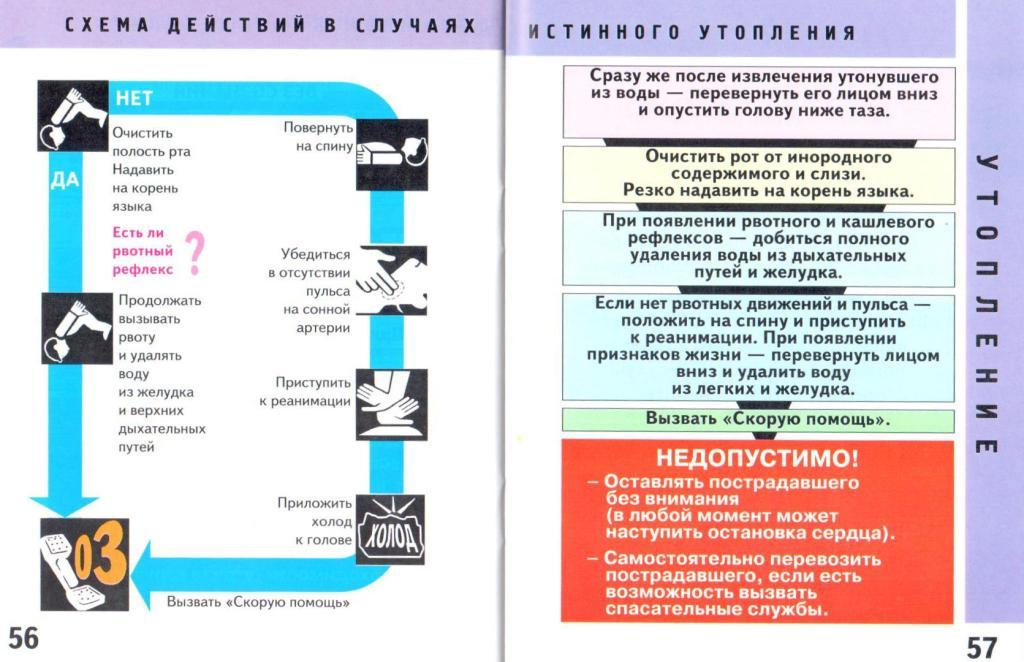 СХЕМА ДЕЙСТВИЙ В СЛУЧАЯХ
НЕТ
Очистить
полость рта
Надавить
на корень
языка
ДА
Есть ли
рвотный
рефлекс
?
Продолжать
вызывать
рвоту
и удалять
воду
из желудка
и верхних
дыхательных
путей
Повернуть
на спину
Убедиться
в отсутствии
пульса
на сонной
артерии
Приступить
к реанимации
Приложить
холод
к голове
ХОЛОД
03
Вызвать «Скорую помощь»
56
ИСТИННОГО УТОПЛЕНИЯ
Сразу же после извлечения утонувшего
из воды — перевернуть его лицом вниз
и опустить голову ниже таза.
Очистить рот от инородного
содержимого и слизи.
Резко надавить на корень языка.
При появлении рвотного и кашлевого
рефлексов — добиться полного
удаления воды из дыхательных
путей и желудка.
Если нет рвотных движений и пульса —
положить на спину и приступить
к реанимации. При появлении
признаков жизни — перевернуть лицом
вниз и удалить воду
из легких и желудка.
Вызвать «Скорую помощь».
НЕДОПУСТИМО!
– Оставлять пострадавшего
без внимания
(в любой момент может
наступить остановка сердца).
– Самостоятельно перевозить
пострадавшего, если есть
возможность вызвать
спасательные службы.
УТОПЛЕНИЕ
57